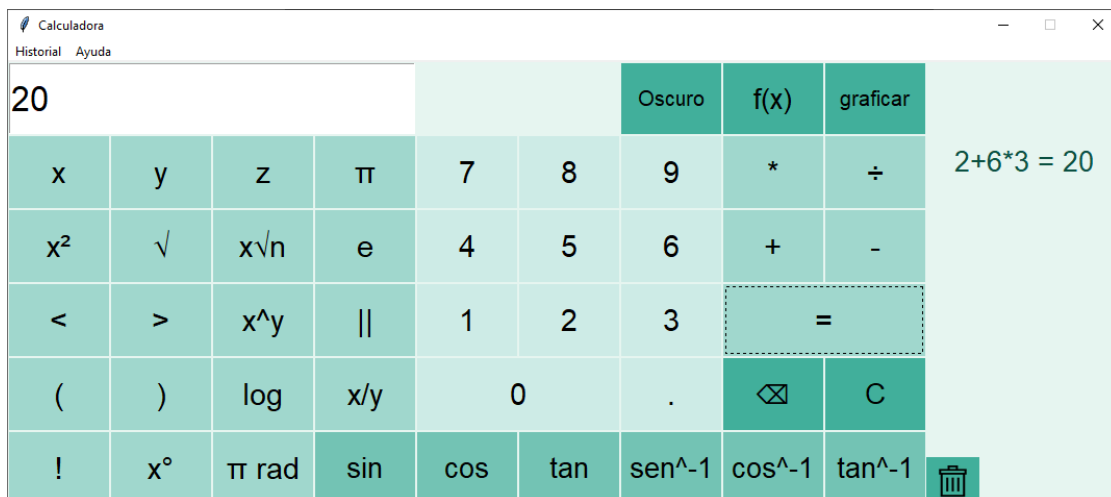 Calculadora
Historial Ayuda
20
Oscuro f(x) graficar
x y z π 7 8 9 * ÷
2+6*3 = 20
x² √ x√n e 4 5 6 + -
< > x^y || 1 2 3 =
( ) log x/y 0 . ⌫ C
! x° π rad sin cos tan sen^-1 cos^-1 tan^-1